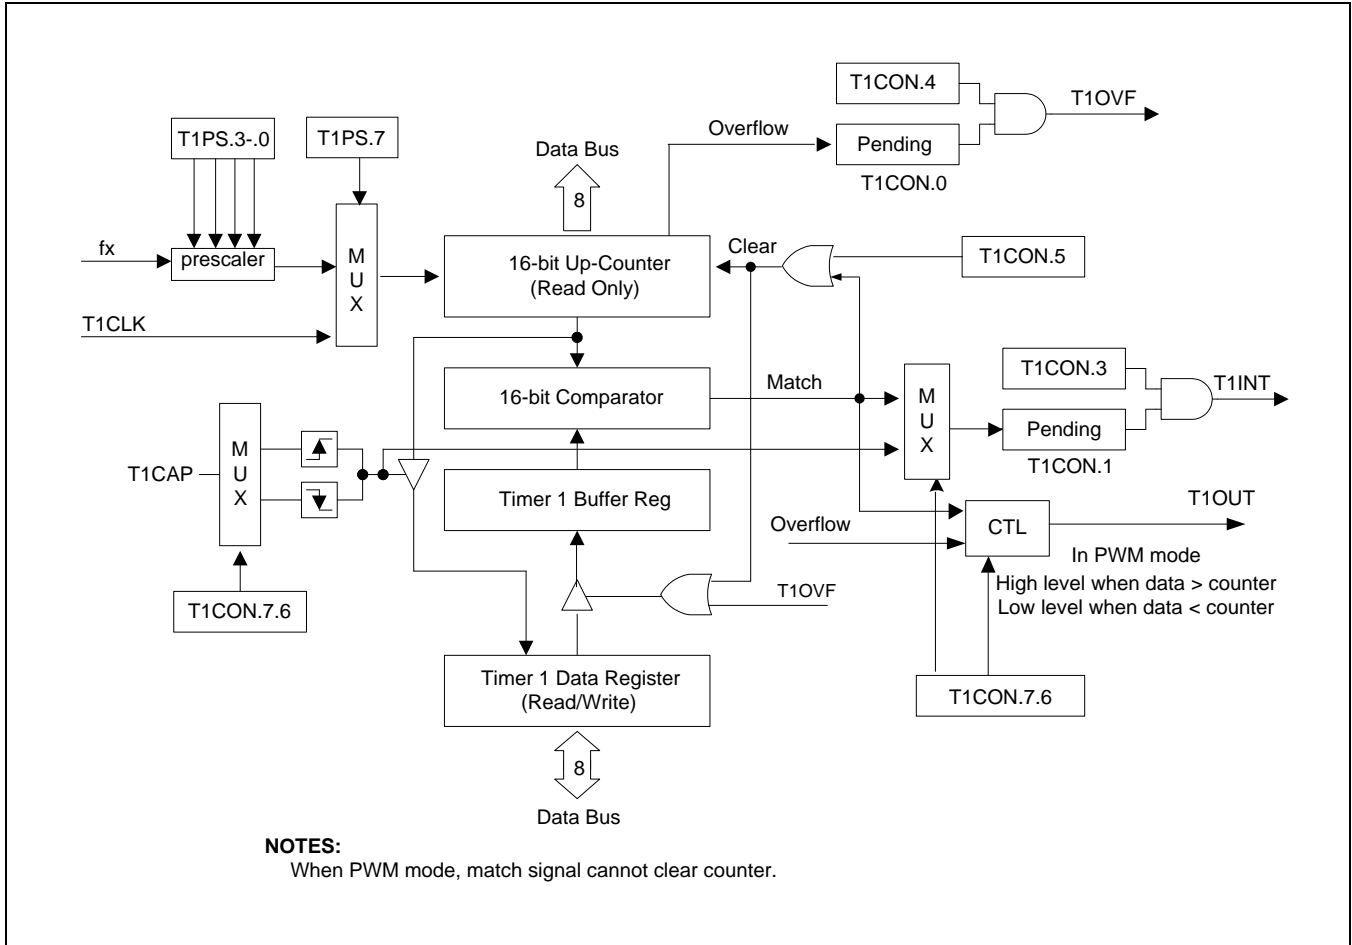 T1CON.4
T1OVF
T1PS.3-.0
T1PS.7
Overflow
Pending
T1CON.0
Data Bus
8
fx
prescaler
M
U
X
16-bit Up-Counter
(Read Only)
Clear
T1CON.5
T1CLK
16-bit Comparator
Match
M
U
X
T1CON.3
T1INT
Pending
T1CON.1
T1CAP
M
U
X
Timer 1 Buffer Reg
Overflow
CTL
T1OUT
In PWM mode
High level when data > counter
Low level when data < counter
T1CON.7.6
T1OVF
Timer 1 Data Register
(Read/Write)
T1CON.7.6
8
Data Bus
NOTES:
When PWM mode, match signal cannot clear counter.